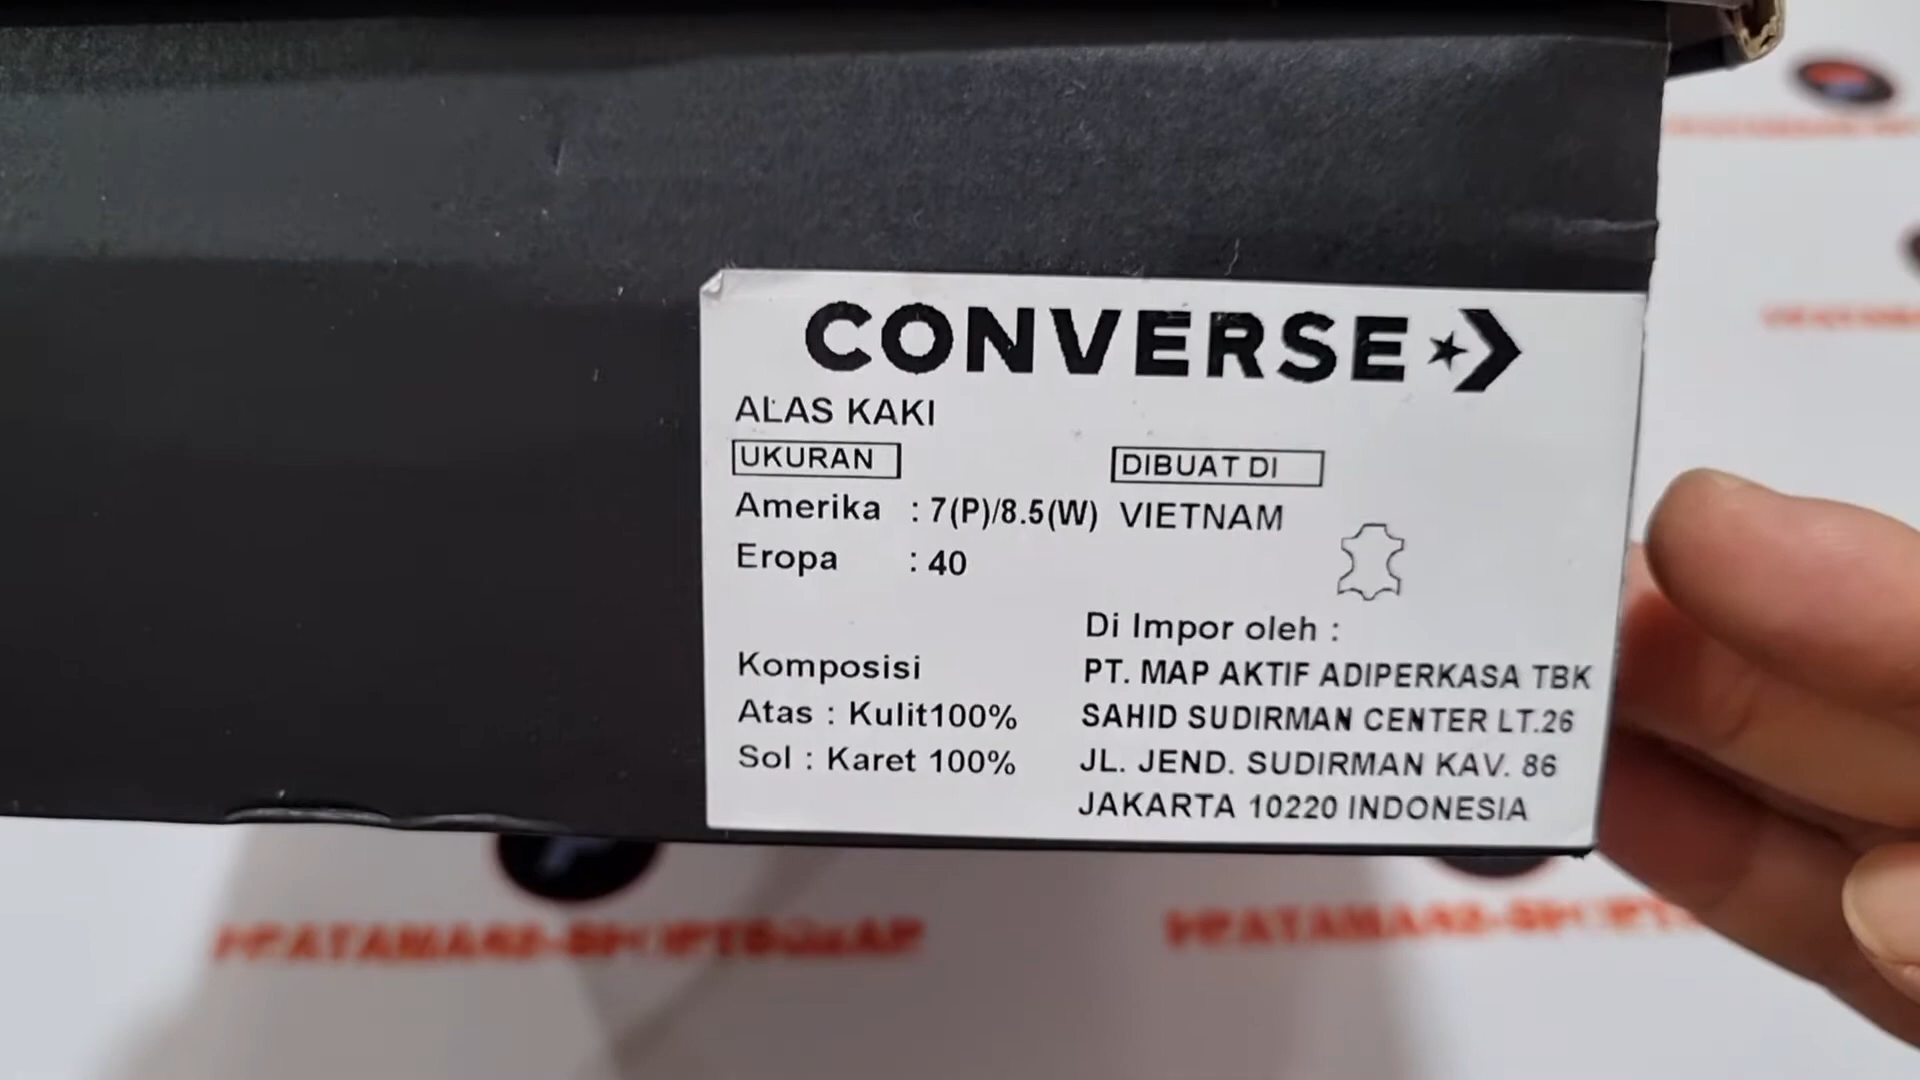 CONVERSE
ALAS KAKI
UKURAN
DIBUAT DI
Amerika : 7(P)/8.5(W) VIETNAM
Eropa : 40
Di Impor oleh :
Komposisi
PT. MAP AKTIF ADIPERKASA TBK
Atas : Kulit100%
SAHID SUDIRMAN CENTER LT.26
Sol : Karet 100%
JL. JEND. SUDIRMAN KAV. 86
JAKARTA 10220 INDONESIA